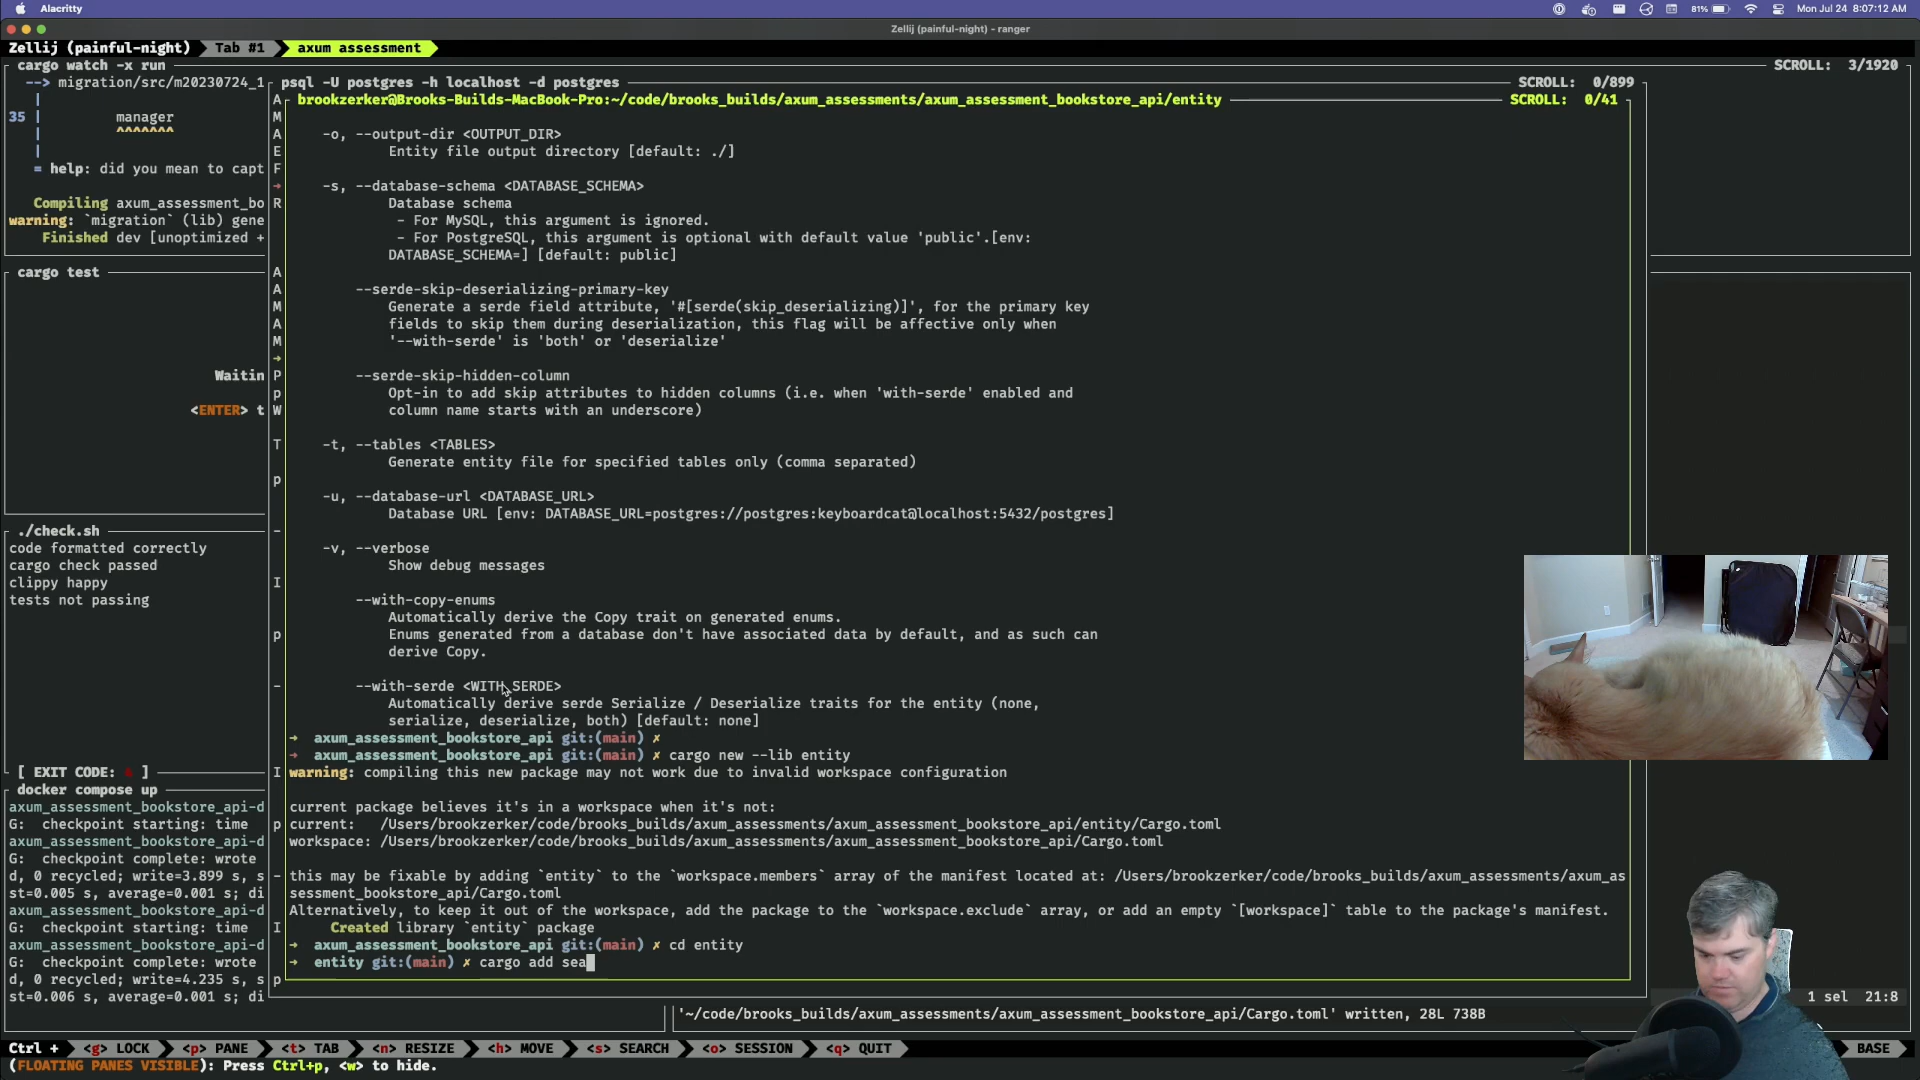 Alacritty
81%
Mon Jul 24 8:07:12 AM
Zellij (painful-night) - ranger
Zellij (painful-night) Tab #1 axum assessment
cargo watch -x run SCROLL: 3/1920
--> migration/src/m20230724_1
|
35 | manager
| ^^^^^^^
|
= help: did you mean to capt
Compiling axum_assessment_bo
warning: `migration` (lib) gene
Finished dev [unoptimized +
cargo test
Waitin
<ENTER> t
./check.sh
code formatted correctly
cargo check passed
clippy happy
tests not passing
[ EXIT CODE: ]
docker compose up
axum_assessment_bookstore_api-d
G: checkpoint starting: time
axum_assessment_bookstore_api-d
G: checkpoint complete: wrote
d, 0 recycled; write=3.899 s, s
st=0.005 s, average=0.001 s; di
axum_assessment_bookstore_api-d
G: checkpoint starting: time
axum_assessment_bookstore_api-d
G: checkpoint complete: wrote
d, 0 recycled; write=4.235 s, s
st=0.006 s, average=0.001 s; di
psql -U postgres -h localhost -d postgres SCROLL: 0/899
A
M
A
E
F
→
R
A
A
M
A
M
→
P
p
W
T
p
-
I
p
-
I
p
-
I
p
brookzerker@Brooks-Builds-MacBook-Pro:~/code/brooks_builds/axum_assessments/axum_assessment_bookstore_api/entity SCROLL: 0/41
-o, --output-dir <OUTPUT_DIR>
Entity file output directory [default: ./]
-s, --database-schema <DATABASE_SCHEMA>
Database schema
- For MySQL, this argument is ignored.
- For PostgreSQL, this argument is optional with default value 'public'.[env:
DATABASE_SCHEMA=] [default: public]
--serde-skip-deserializing-primary-key
Generate a serde field attribute, '#[serde(skip_deserializing)]', for the primary key
fields to skip them during deserialization, this flag will be affective only when
'--with-serde' is 'both' or 'deserialize'
--serde-skip-hidden-column
Opt-in to add skip attributes to hidden columns (i.e. when 'with-serde' enabled and
column name starts with an underscore)
-t, --tables <TABLES>
Generate entity file for specified tables only (comma separated)
-u, --database-url <DATABASE_URL>
Database URL [env: DATABASE_URL=postgres://postgres:keyboardcat@localhost:5432/postgres]
-v, --verbose
Show debug messages
--with-copy-enums
Automatically derive the Copy trait on generated enums.
Enums generated from a database don't have associated data by default, and as such can
derive Copy.
--with-serde <WITH_SERDE>
Automatically derive serde Serialize / Deserialize traits for the entity (none,
serialize, deserialize, both) [default: none]
→ axum_assessment_bookstore_api git:(main) ✗
→ axum_assessment_bookstore_api git:(main) ✗ cargo new --lib entity
warning: compiling this new package may not work due to invalid workspace configuration
current package believes it's in a workspace when it's not:
current: /Users/brookzerker/code/brooks_builds/axum_assessments/axum_assessment_bookstore_api/entity/Cargo.toml
workspace: /Users/brookzerker/code/brooks_builds/axum_assessments/axum_assessment_bookstore_api/Cargo.toml
this may be fixable by adding `entity` to the `workspace.members` array of the manifest located at: /Users/brookzerker/code/brooks_builds/axum_assessments/axum_as
sessment_bookstore_api/Cargo.toml
Alternatively, to keep it out of the workspace, add the package to the `workspace.exclude` array, or add an empty `[workspace]` table to the package's manifest.
Created library `entity` package
→ axum_assessment_bookstore_api git:(main) ✗ cd entity
→ entity git:(main) ✗ cargo add sea
1 sel 21:8
'~/code/brooks_builds/axum_assessments/axum_assessment_bookstore_api/Cargo.toml' written, 28L 738B
Ctrl + <g> LOCK <p> PANE <t> TAB <n> RESIZE <h> MOVE <s> SEARCH <o> SESSION <q> QUIT BASE
(FLOATING PANES VISIBLE): Press Ctrl+p, <w> to hide.